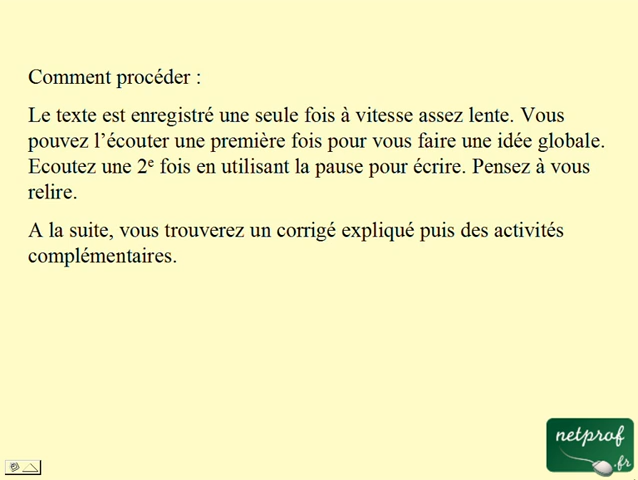 Comment procéder :
Le texte est enregistré une seule fois à vitesse assez lente. Vous
pouvez l’écouter une première fois pour vous faire une idée globale.
Ecoutez une 2e fois en utilisant la pause pour écrire. Pensez à vous
relire.
A la suite, vous trouverez un corrigé expliqué puis des activités
complémentaires.
netprof
.fr